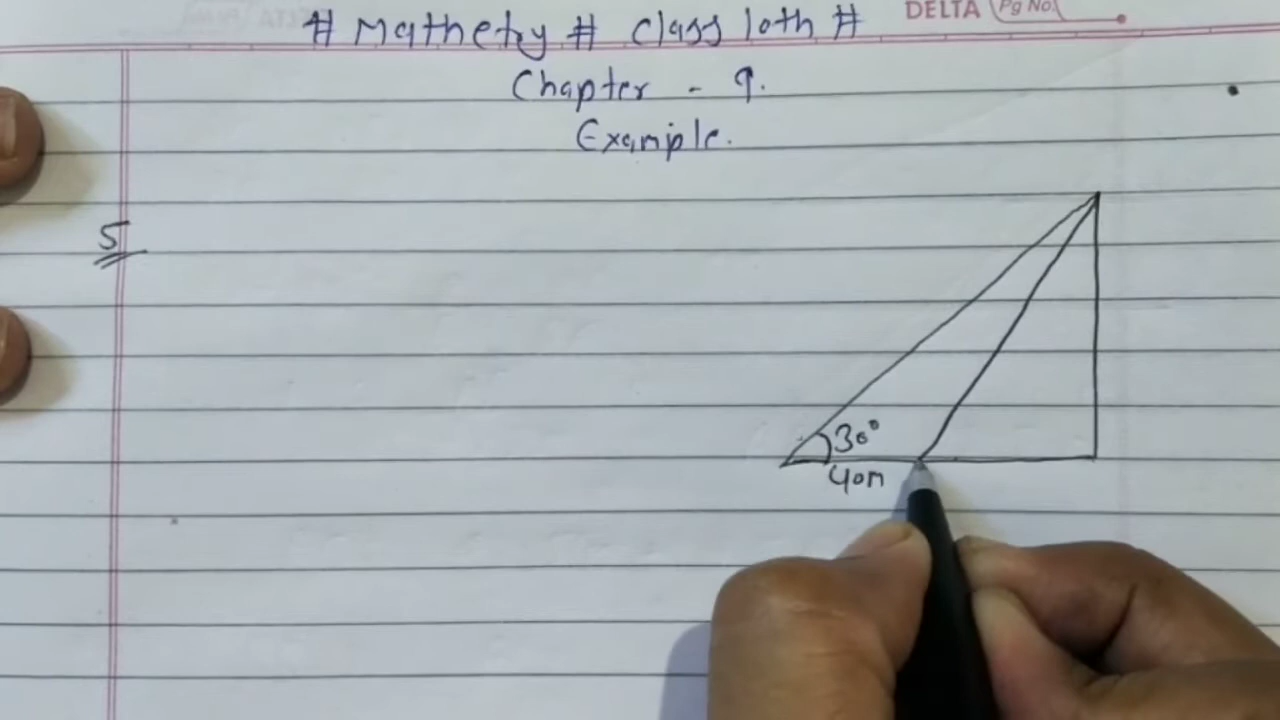 DELTA Pg No.
# Mathetry # class 10th #
Chapter - 9.
Example.
5
30°
40m